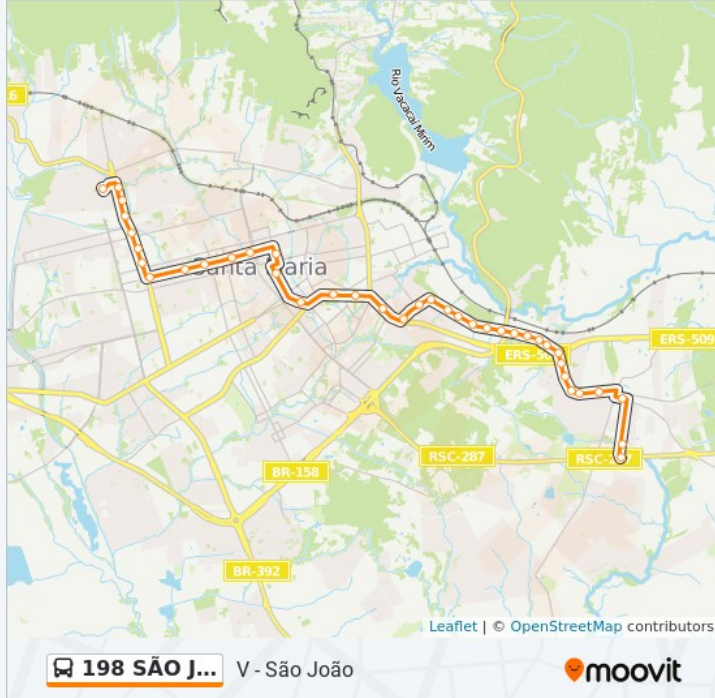 6
Rio Vacacaí Mirim
Santa Maria
ERS-509
ERS-50
RSC-287
RSC-287
BR-158
BR-392
Leaflet | © OpenStreetMap contributors
198 SÃO J... V - São João moovit